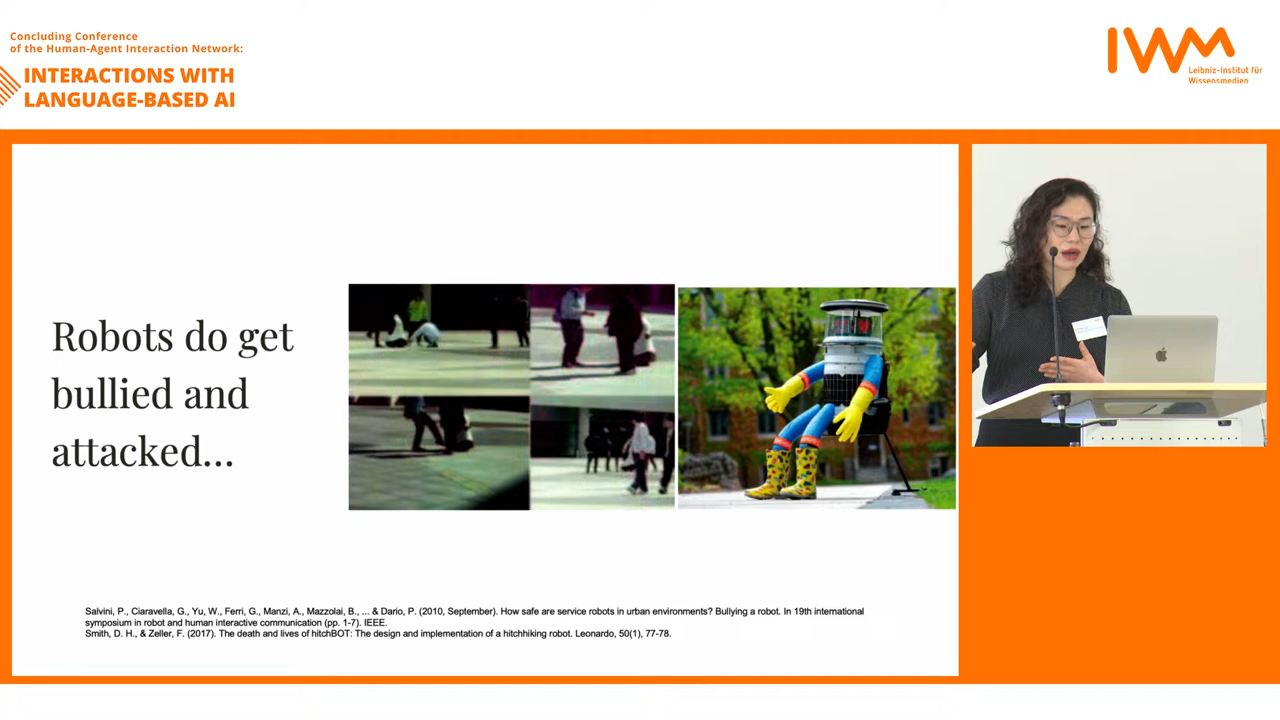 Concluding Conference
of the Human-Agent Interaction Network:
INTERACTIONS WITH
LANGUAGE-BASED AI
IWM
Leibniz-Institut für
Wissensmedien
Robots do get
bullied and
attacked...
Salvini, P., Ciaravella, G., Yu, W., Ferri, G., Manzi, A., Mazzolai, B., ... & Dario, P. (2010, September). How safe are service robots in urban environments? Bullying a robot. In 19th international
symposium in robot and human interactive communication (pp. 1-7). IEEE.
Smith, D. H., & Zeller, F. (2017). The death and lives of hitchBOT: The design and implementation of a hitchhiking robot. Leonardo, 50(1), 77-78.